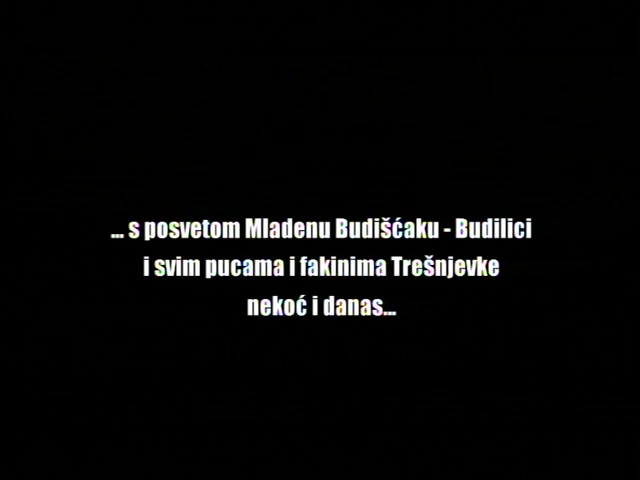 ... s posvetom Mladenu Budišćaku - Budilici
i svim pucama i fakinima Trešnjevke
nekoć i danas...